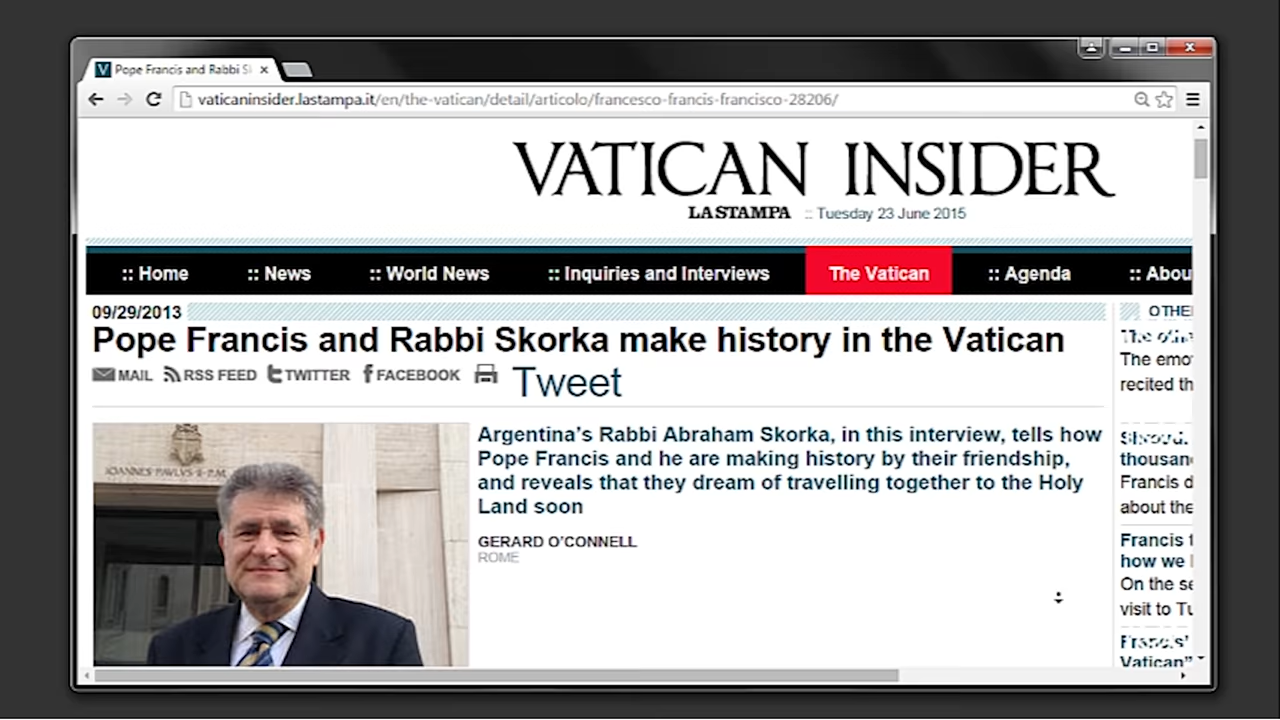 Pope Francis and Rabbi S
vaticaninsider.lastampa.it/en/the-vatican/detail/articolo/francesco-francis-francisco-28206/
VATICAN INSIDER
LA STAMPA :: Tuesday 23 June 2015
:: Home :: News :: World News :: Inquiries and Interviews The Vatican :: Agenda :: Abou
09/29/2013
Pope Francis and Rabbi Skorka make history in the Vatican
MAIL RSS FEED TWITTER FACEBOOK Tweet
JOANNES PAVLVS II P.M.
Argentina's Rabbi Abraham Skorka, in this interview, tells how
Pope Francis and he are making history by their friendship,
and reveals that they dream of travelling together to the Holy
Land soon
GERARD O'CONNELL
ROME
OTHE
The emo
recited th
Shroud,
thousan
Francis d
about the
Francis
how we
On the se
visit to Tu
Francis'
Vatican"